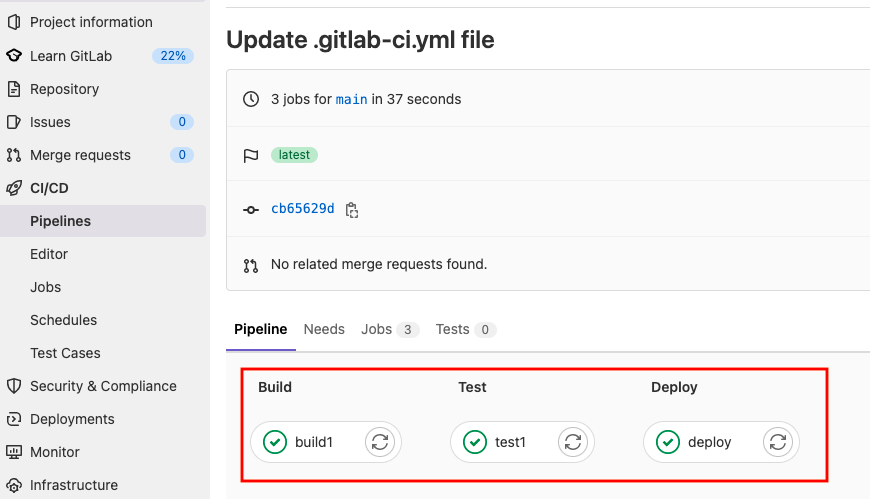 Project information
Learn GitLab 22%
Repository
Issues 0
Merge requests 0
CI/CD
Pipelines
Editor
Jobs
Schedules
Test Cases
Security & Compliance
Deployments
Monitor
Infrastructure
Update .gitlab-ci.yml file
3 jobs for main in 37 seconds
latest
cb65629d
No related merge requests found.
Pipeline Needs Jobs 3 Tests 0
Build Test Deploy
build1 test1 deploy